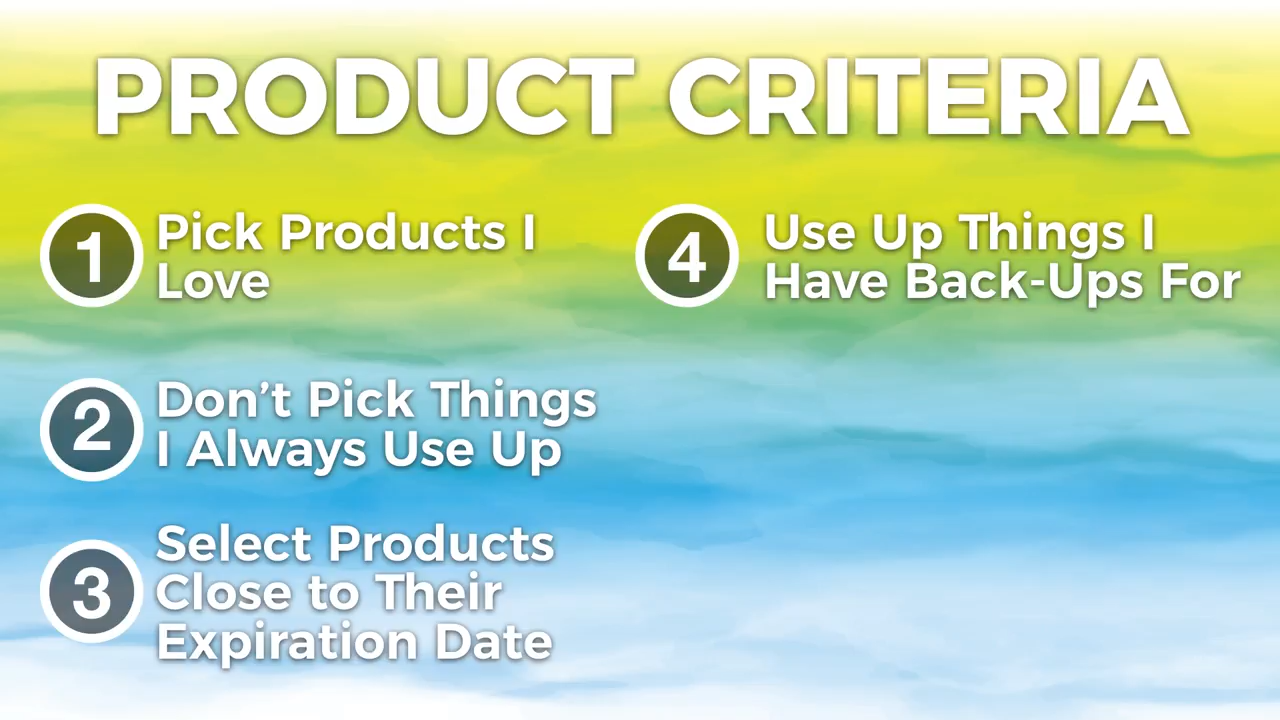 PRODUCT CRITERIA
1
Pick Products I
Love
2
Don’t Pick Things
I Always Use Up
3
Select Products
Close to Their
Expiration Date
4
Use Up Things I
Have Back-Ups For